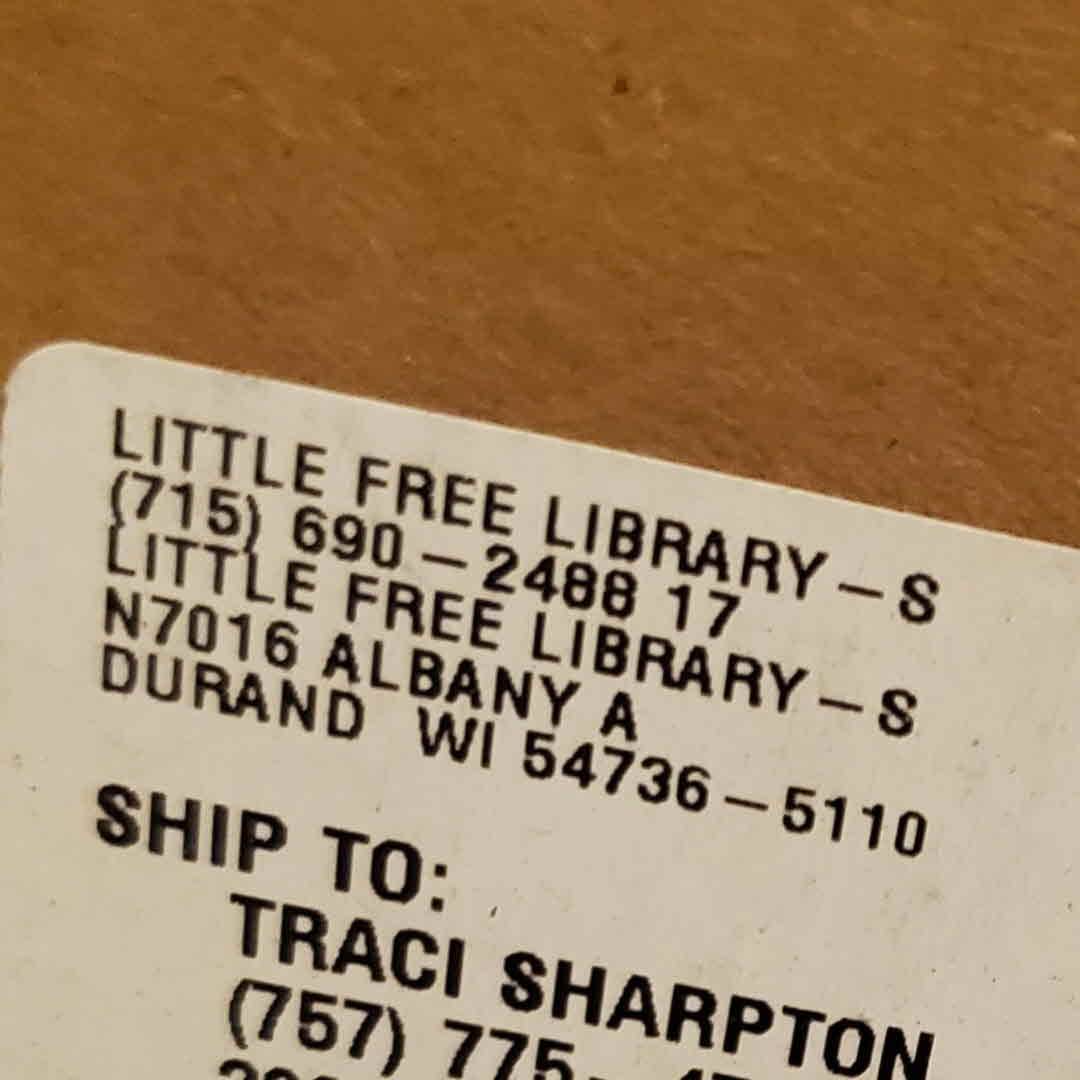 LITTLE FREE LIBRARY-S
(715) 690-2488 17
LITTLE FREE LIBRARY-S
N7016 ALBANY A
DURAND WI 54736-5110
SHIP TO:
TRACI SHARPTON
(757) 775-